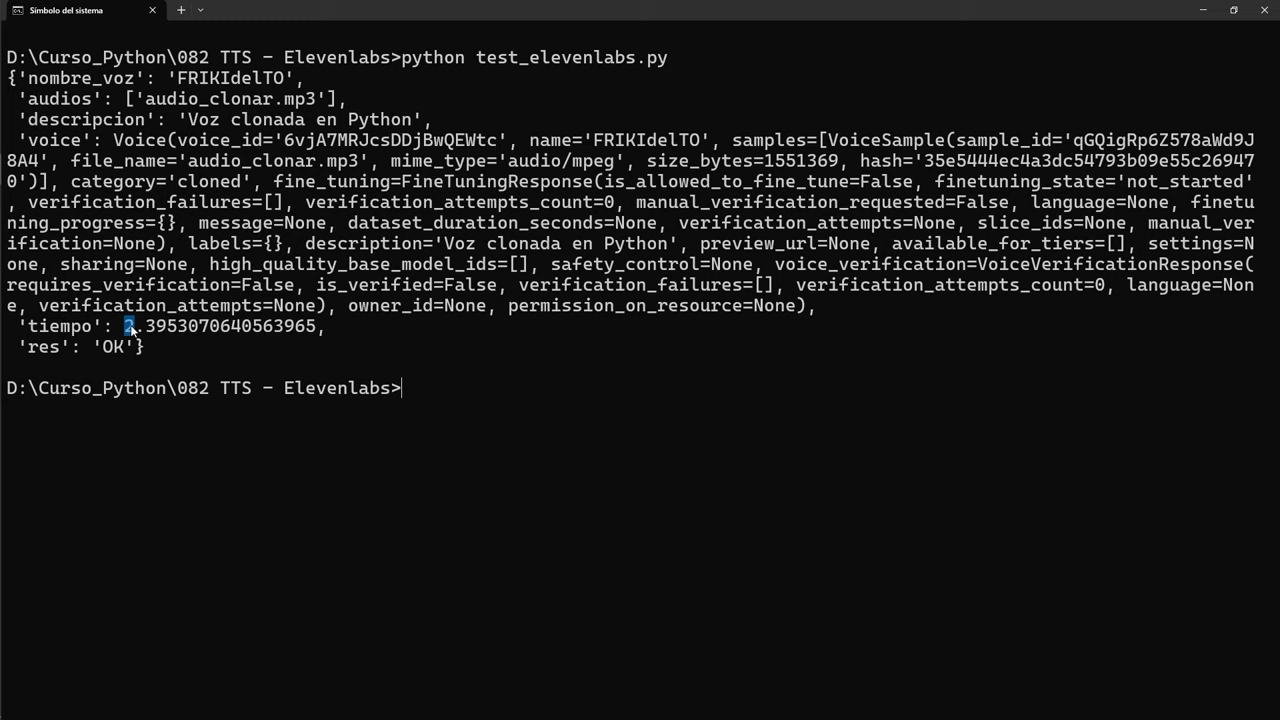 Símbolo del sistema
D:\Curso_Python\082 TTS - Elevenlabs>python test_elevenlabs.py
{'nombre_voz': 'FRIKIdelTO',
 'audios': ['audio_clonar.mp3'],
 'descripcion': 'Voz clonada en Python',
 'voice': Voice(voice_id='6vjA7MRJcsDDjBwQEWtc', name='FRIKIdelTO', samples=[VoiceSample(sample_id='qGQigRp6Z578aWd9J
8A4', file_name='audio_clonar.mp3', mime_type='audio/mpeg', size_bytes=1551369, hash='35e5444ec4a3dc54793b09e55c26947
0')], category='cloned', fine_tuning=FineTuningResponse(is_allowed_to_fine_tune=False, finetuning_state='not_started'
, verification_failures=[], verification_attempts_count=0, manual_verification_requested=False, language=None, finetu
ning_progress={}, message=None, dataset_duration_seconds=None, verification_attempts=None, slice_ids=None, manual_ver
ification=None), labels={}, description='Voz clonada en Python', preview_url=None, available_for_tiers=[], settings=N
one, sharing=None, high_quality_base_model_ids=[], safety_control=None, voice_verification=VoiceVerificationResponse(
requires_verification=False, is_verified=False, verification_failures=[], verification_attempts_count=0, language=Non
e, verification_attempts=None), owner_id=None, permission_on_resource=None),
 'tiempo': 2.3953070640563965,
 'res': 'OK'}
D:\Curso_Python\082 TTS - Elevenlabs>